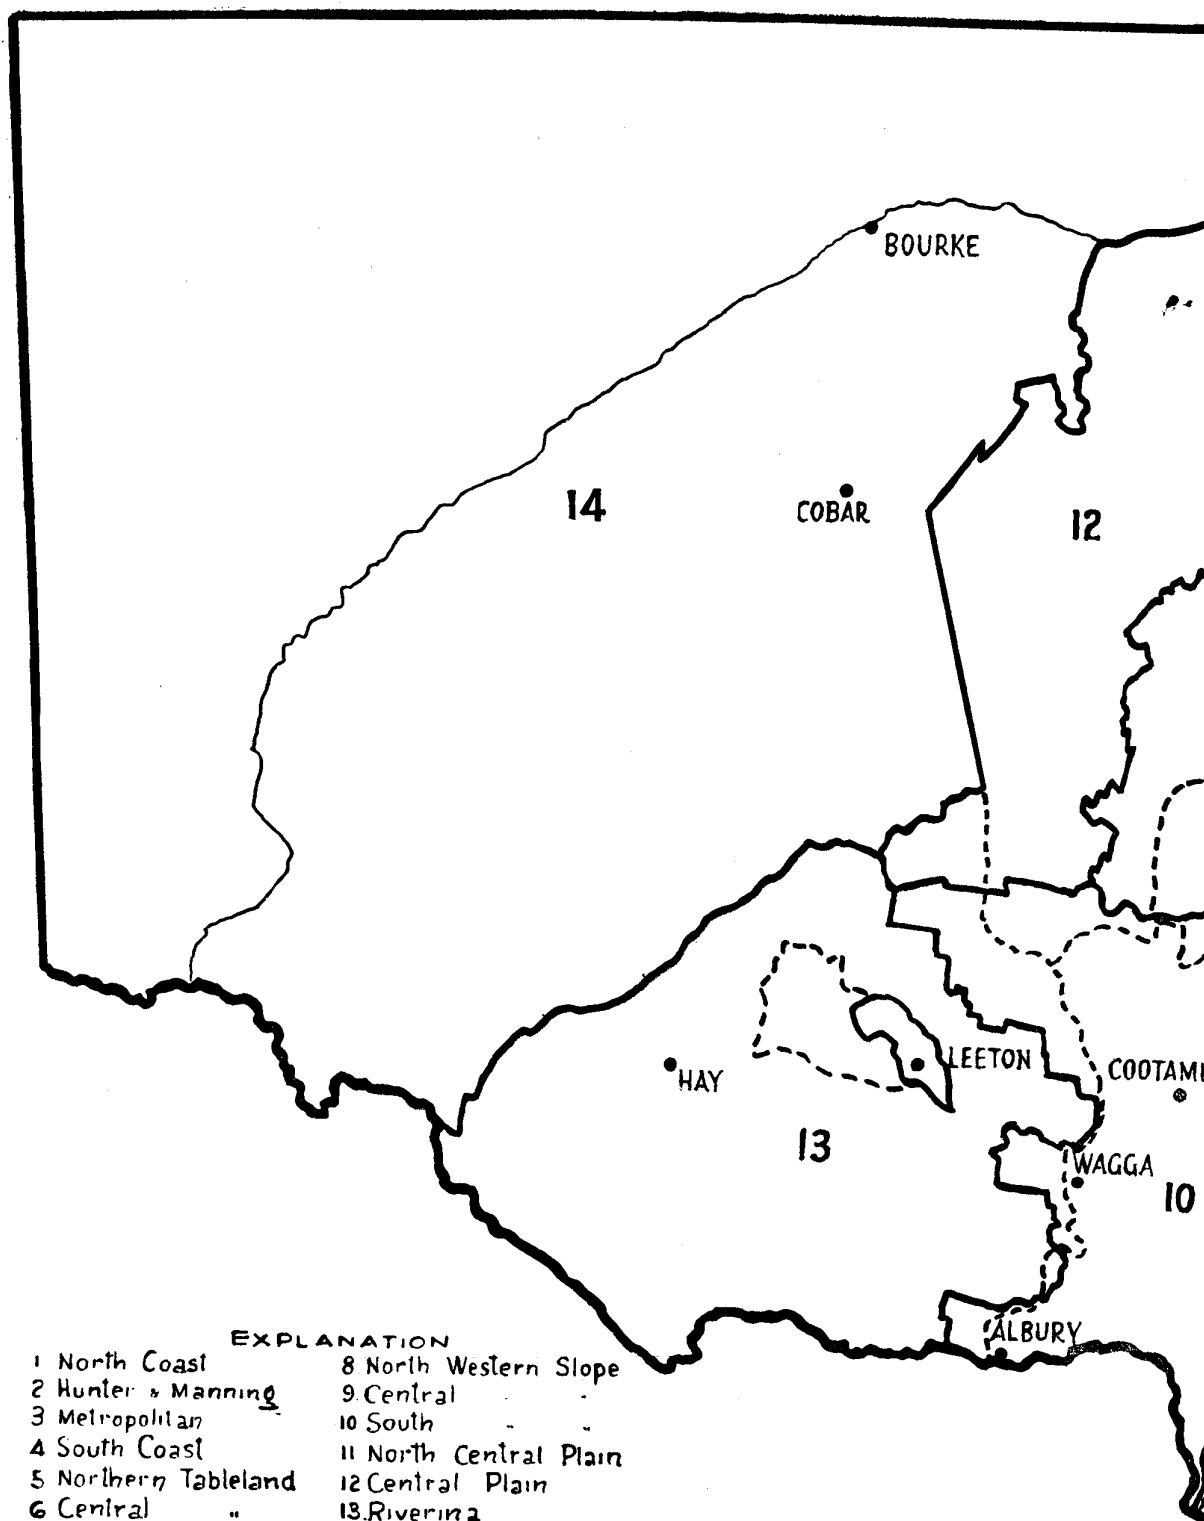 BOURKE
14
COBAR
12
HAY
LEETON
13
WAGGA
10
ALBURY
EXPLANATION
1 North Coast
2 Hunter & Manning
3 Metropolitan
4 South Coast
5 Northern Tableland
6 Central "
8 North Western Slope
9. Central " "
10 South " "
11 North Central Plain
12 Central Plain
13. Riverina